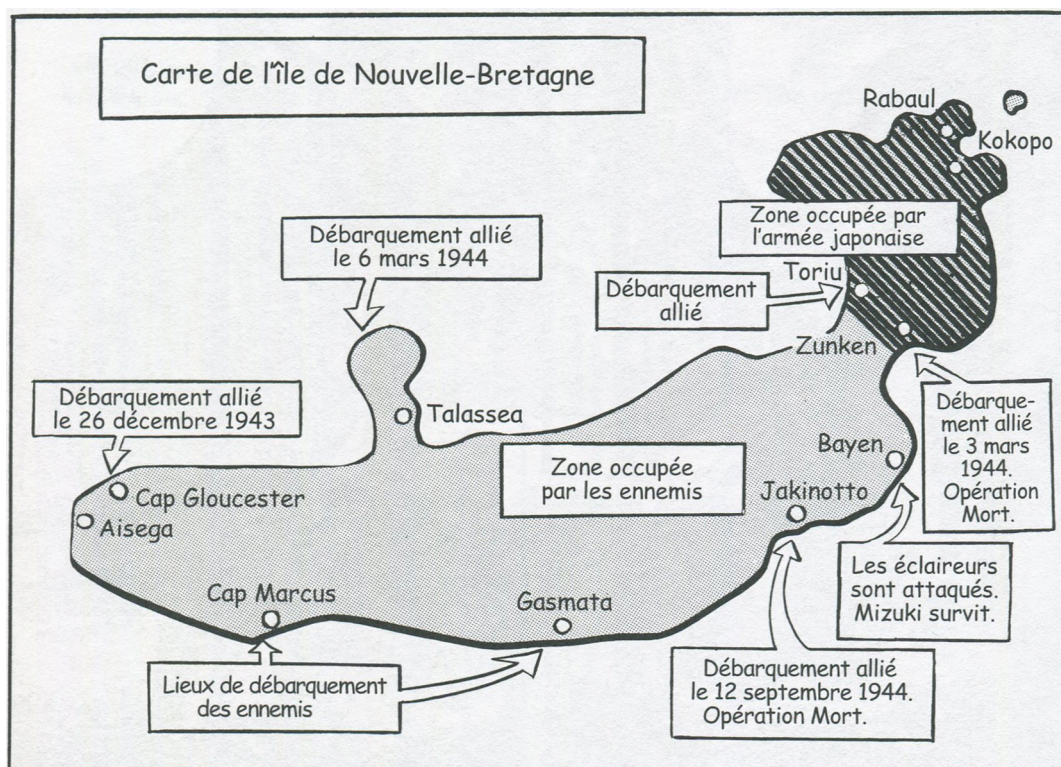 Carte de l'île de Nouvelle-Bretagne
Rabaul
Kokopo
Zone occupée par
l'armée japonaise
Débarquement allié
le 6 mars 1944
Toriu
Débarquement
allié
Zunken
Débarquement allié
le 26 décembre 1943
Talassea
Débarque-
ment allié
le 3 mars
1944.
Opération
Mort.
Bayen
Zone occupée
par les ennemis
Jakinotto
Cap Gloucester
Aisega
Les éclaireurs
sont attaqués.
Mizuki survit.
Cap Marcus
Gasmata
Lieux de débarquement
des ennemis
Débarquement allié
le 12 septembre 1944.
Opération Mort.